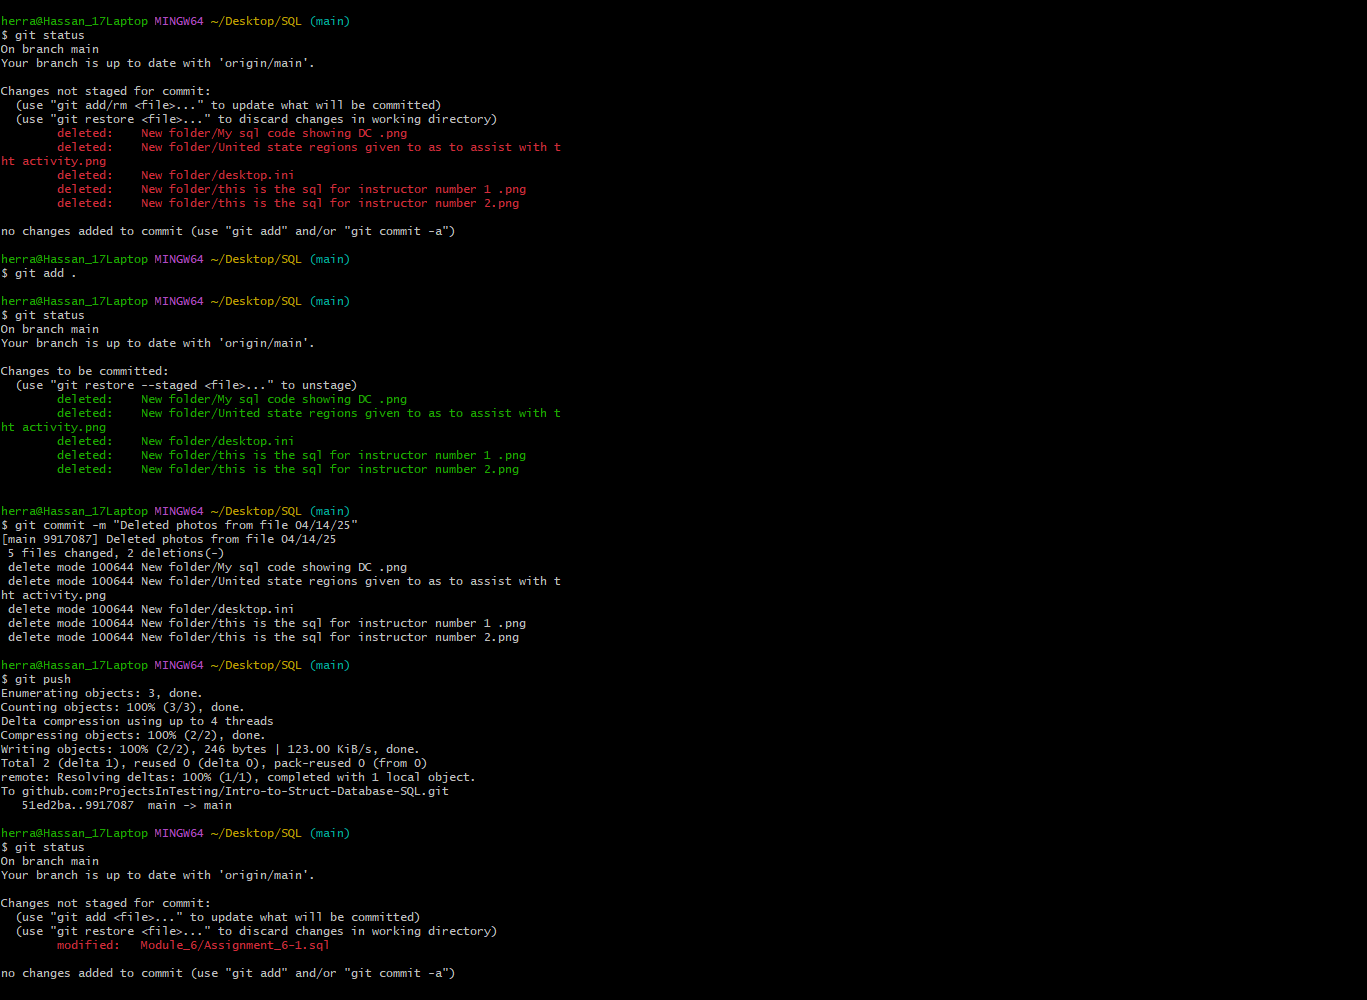 herra@Hassan_17Laptop MINGW64 ~/Desktop/SQL (main)
$ git status
On branch main
Your branch is up to date with 'origin/main'.
Changes not staged for commit:
  (use "git add/rm <file>..." to update what will be committed)
  (use "git restore <file>..." to discard changes in working directory)
        deleted:    New folder/My sql code showing DC .png
        deleted:    New folder/United state regions given to as to assist with t
ht activity.png
        deleted:    New folder/desktop.ini
        deleted:    New folder/this is the sql for instructor number 1 .png
        deleted:    New folder/this is the sql for instructor number 2.png
no changes added to commit (use "git add" and/or "git commit -a")
herra@Hassan_17Laptop MINGW64 ~/Desktop/SQL (main)
$ git add .
herra@Hassan_17Laptop MINGW64 ~/Desktop/SQL (main)
$ git status
On branch main
Your branch is up to date with 'origin/main'.
Changes to be committed:
  (use "git restore --staged <file>..." to unstage)
        deleted:    New folder/My sql code showing DC .png
        deleted:    New folder/United state regions given to as to assist with t
ht activity.png
        deleted:    New folder/desktop.ini
        deleted:    New folder/this is the sql for instructor number 1 .png
        deleted:    New folder/this is the sql for instructor number 2.png
herra@Hassan_17Laptop MINGW64 ~/Desktop/SQL (main)
$ git commit -m "Deleted photos from file 04/14/25"
[main 9917087] Deleted photos from file 04/14/25
 5 files changed, 2 deletions(-)
 delete mode 100644 New folder/My sql code showing DC .png
 delete mode 100644 New folder/United state regions given to as to assist with t
ht activity.png
 delete mode 100644 New folder/desktop.ini
 delete mode 100644 New folder/this is the sql for instructor number 1 .png
 delete mode 100644 New folder/this is the sql for instructor number 2.png
herra@Hassan_17Laptop MINGW64 ~/Desktop/SQL (main)
$ git push
Enumerating objects: 3, done.
Counting objects: 100% (3/3), done.
Delta compression using up to 4 threads
Compressing objects: 100% (2/2), done.
Writing objects: 100% (2/2), 246 bytes | 123.00 KiB/s, done.
Total 2 (delta 1), reused 0 (delta 0), pack-reused 0 (from 0)
remote: Resolving deltas: 100% (1/1), completed with 1 local object.
To github.com:ProjectsInTesting/Intro-to-Struct-Database-SQL.git
   51ed2ba..9917087  main -> main
herra@Hassan_17Laptop MINGW64 ~/Desktop/SQL (main)
$ git status
On branch main
Your branch is up to date with 'origin/main'.
Changes not staged for commit:
  (use "git add <file>..." to update what will be committed)
  (use "git restore <file>..." to discard changes in working directory)
        modified:   Module_6/Assignment_6-1.sql
no changes added to commit (use "git add" and/or "git commit -a")